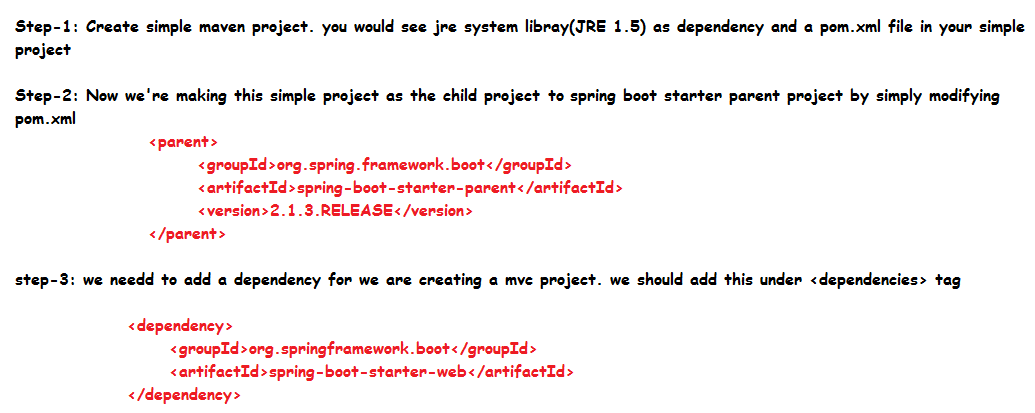 Step-1: Create simple maven project. you would see jre system libray(JRE 1.5) as dependency and a pom.xml file in your simple
project
Step-2: Now we're making this simple project as the child project to spring boot starter parent project by simply modifying
pom.xml
<parent>
<groupId>org.spring.framework.boot</groupId>
<artifactId>spring-boot-starter-parent</artifactId>
<version>2.1.3.RELEASE</version>
</parent>
step-3: we needd to add a dependency for we are creating a mvc project. we should add this under <dependencies> tag
<dependency>
<groupId>org.springframework.boot</groupId>
<artifactId>spring-boot-starter-web</artifactId>
</dependency>